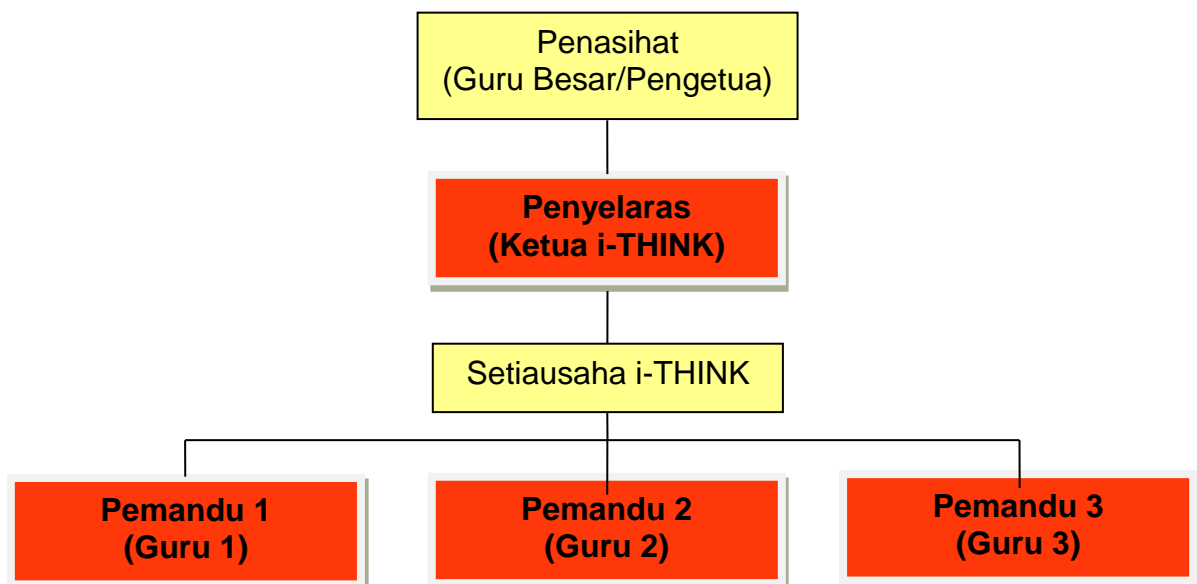 Penasihat
(Guru Besar/Pengetua)
Penyelaras
(Ketua i-THINK)
Setiausaha i-THINK
Pemandu 1
(Guru 1)
Pemandu 2
(Guru 2)
Pemandu 3
(Guru 3)